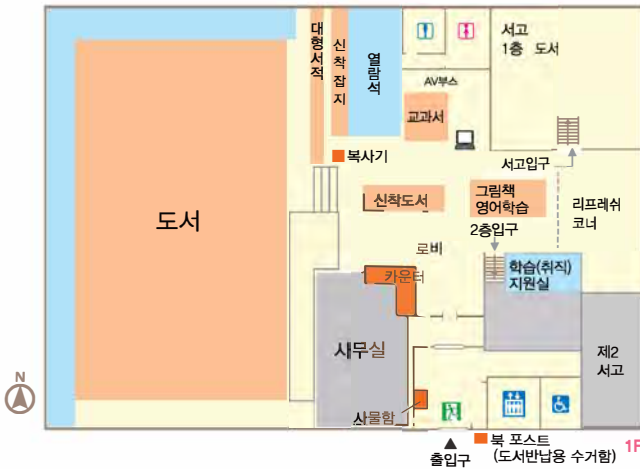 대형서적
신착잡지
열람석
서고
1층 도서
AV부스
교과서
복사기
서고입구
신착도서
그림책
영어학습
2층입구
리프레쉬
코너
도서
로비
카운터
학습(취직)
지원실
사무실
제2
서고
N
사물함
출입구
북 포스트
(도서반납용 수거함)
1F